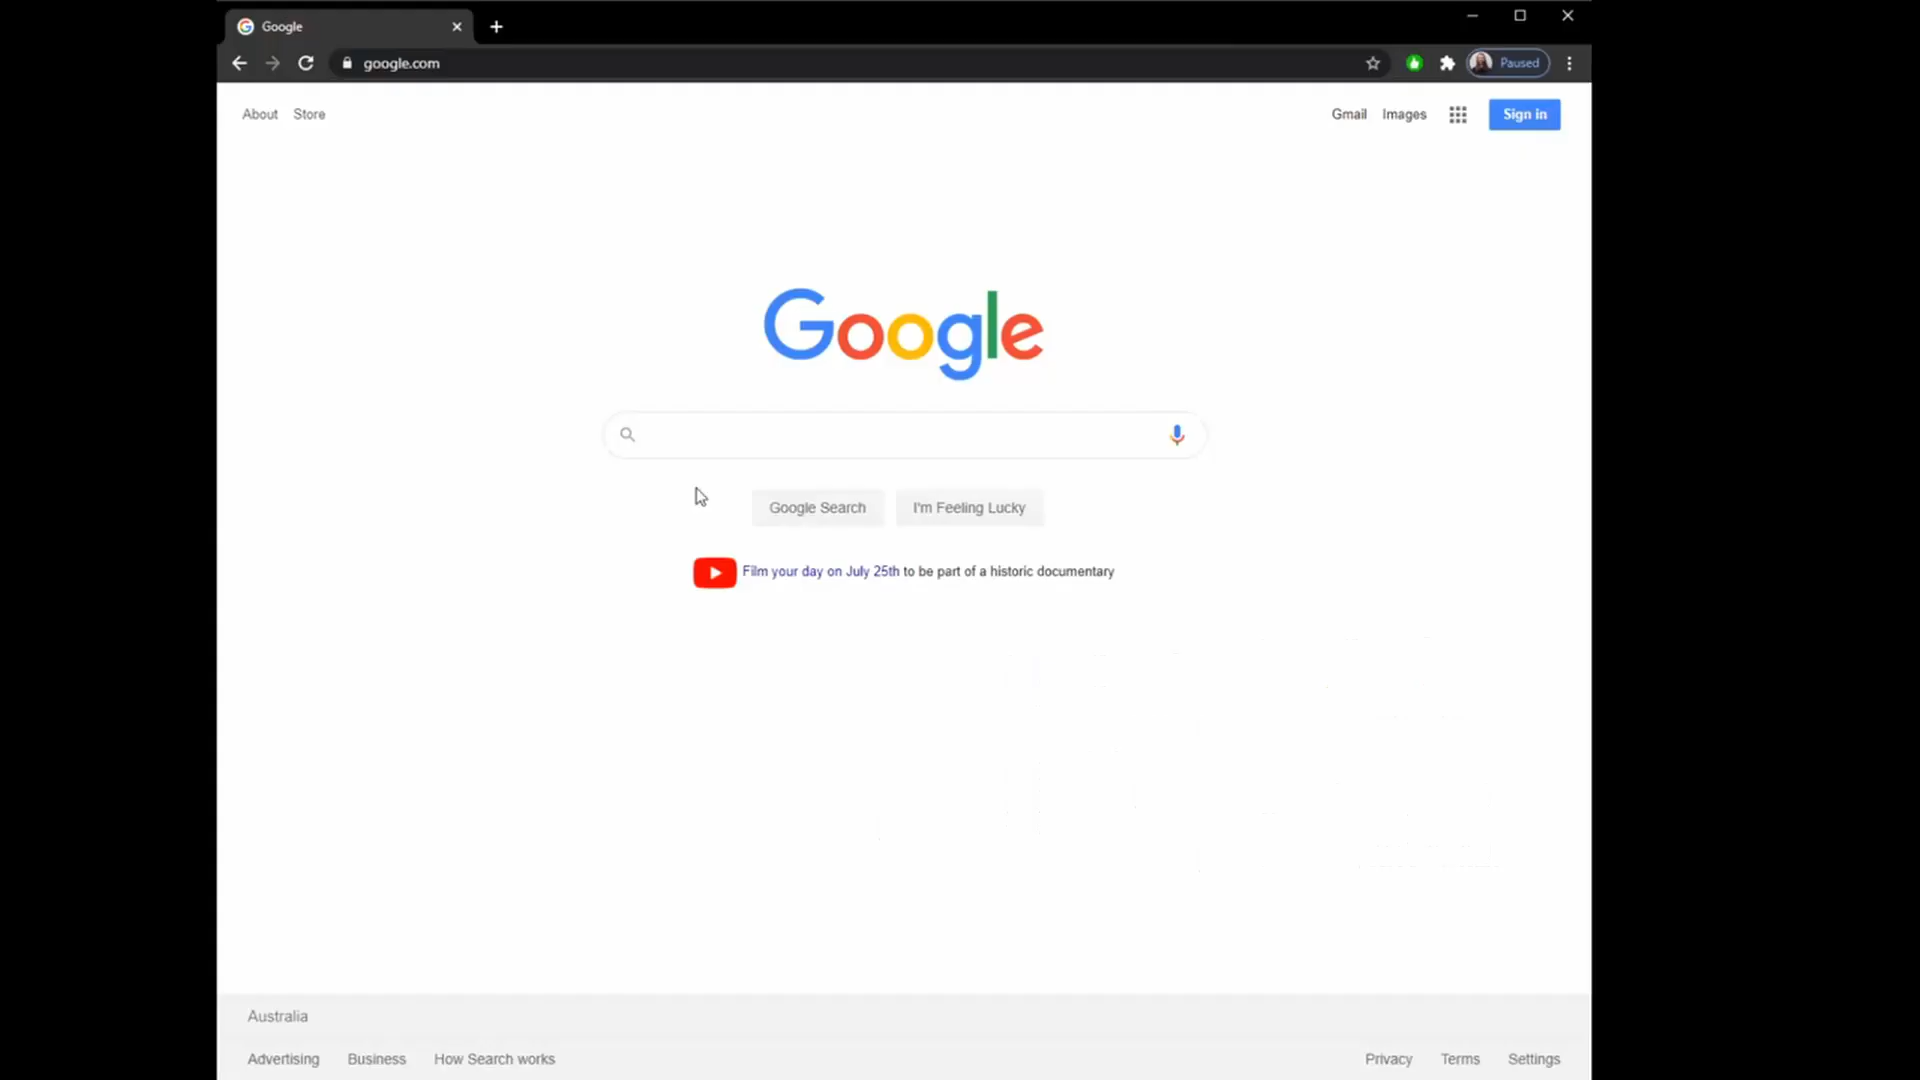 Google
google.com
Paused
About Store
Gmail Images Sign in
Google
Google Search I'm Feeling Lucky
Film your day on July 25th to be part of a historic documentary
Australia
Advertising Business How Search works
Privacy Terms Settings